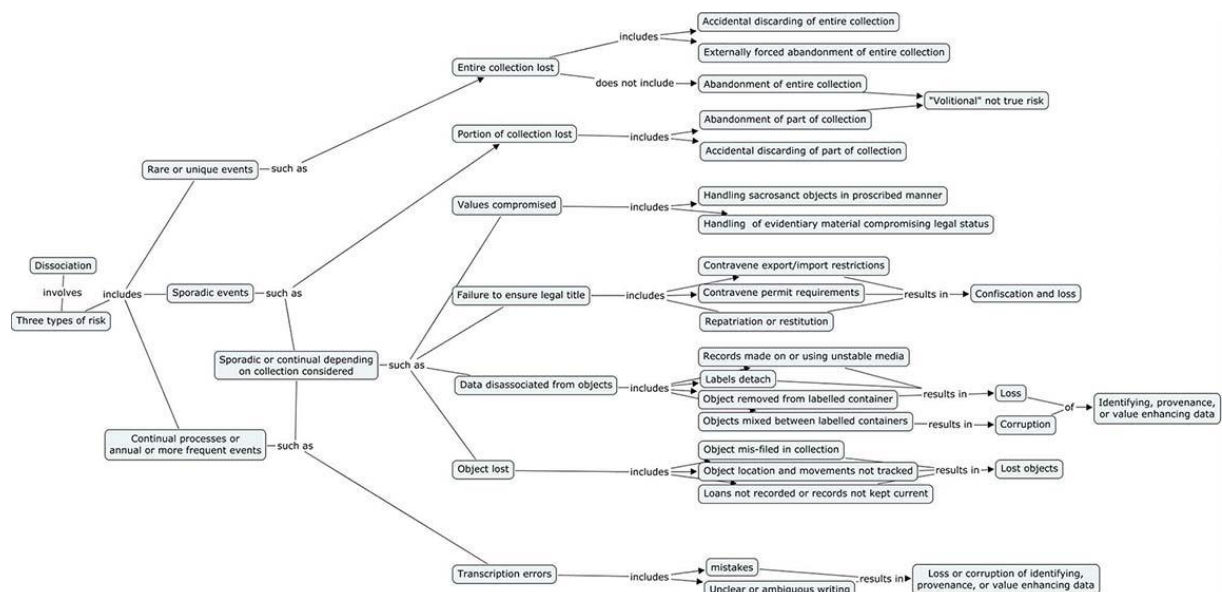 Accidental discarding of entire collection
includes
Externally forced abandonment of entire collection
Entire collection lost
does not include
Abandonment of entire collection
"Volitional" not true risk
Abandonment of part of collection
Portion of collection lost
includes
Accidental discarding of part of collection
Rare or unique events
such as
Handling sacrosanct objects in proscribed manner
Values compromised
includes
Handling of evidentiary material compromising legal status
Dissociation
involves
Three types of risk
includes
Sporadic events
such as
Contravene export/import restrictions
Failure to ensure legal title
includes
Contravene permit requirements
results in
Confiscation and loss
Repatriation or restitution
Sporadic or continual depending
on collection considered
such as
Records made on or using unstable media
Data disassociated from objects
includes
Labels detach
Object removed from labelled container
results in
Loss
of
Identifying, provenance,
or value enhancing data
Objects mixed between labelled containers
results in
Corruption
Continual processes or
annual or more frequent events
such as
Object mis-filed in collection
Object lost
includes
Object location and movements not tracked
results in
Lost objects
Loans not recorded or records not kept current
Transcription errors
includes
mistakes
Unclear or ambiguous writing
results in
Loss or corruption of identifying,
provenance, or value enhancing data